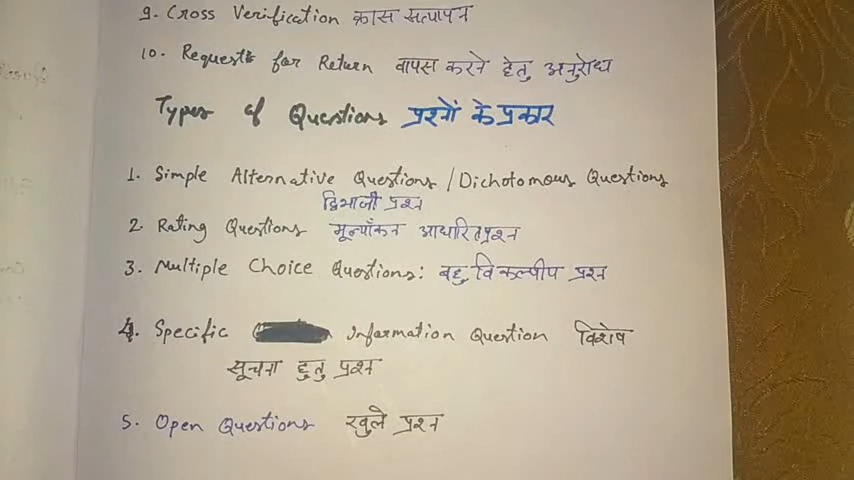 9. Cross Verification क्रास सत्यापन
10. Request for Return वापस करने हेतु अनुरोध
Types of Questions प्रश्नों के प्रकार
1. Simple Alternative Questions / Dichotomous Questions
द्विभाजी प्रश्न
2. Rating Questions मूल्याँकन आधारित प्रश्न
3. Multiple Choice Questions: बहु विकल्पीय प्रश्न
4. Specific Information Question विशेष
सूचना हुतु प्रश्न
5. Open Questions खुले प्रश्न